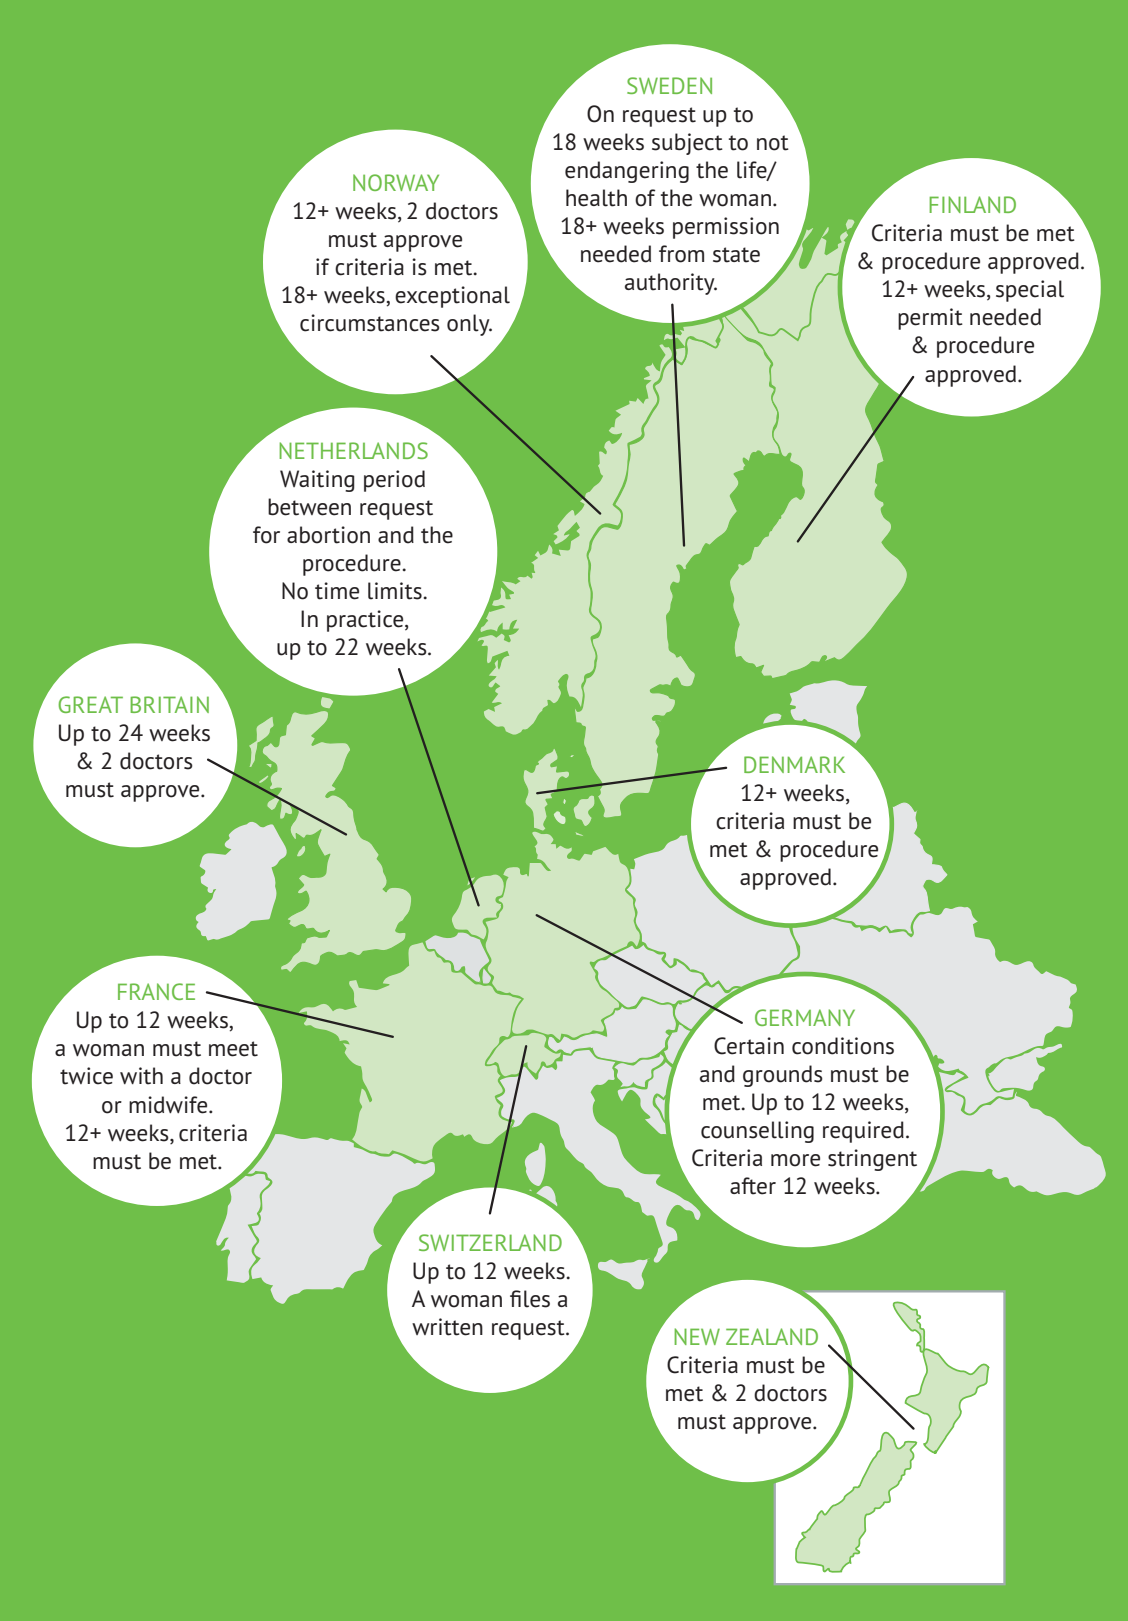 SWEDEN
On request up to
18 weeks subject to not
endangering the life/
health of the woman.
18+ weeks permission
needed from state
authority.
NORWAY
12+ weeks, 2 doctors
must approve
if criteria is met.
18+ weeks, exceptional
circumstances only.
FINLAND
Criteria must be met
& procedure approved.
12+ weeks, special
permit needed
& procedure
approved.
NETHERLANDS
Waiting period
between request
for abortion and the
procedure.
No time limits.
In practice,
up to 22 weeks.
GREAT BRITAIN
Up to 24 weeks
& 2 doctors
must approve.
DENMARK
12+ weeks,
criteria must be
met & procedure
approved.
FRANCE
Up to 12 weeks,
a woman must meet
twice with a doctor
or midwife.
12+ weeks, criteria
must be met.
GERMANY
Certain conditions
and grounds must be
met. Up to 12 weeks,
counselling required.
Criteria more stringent
after 12 weeks.
SWITZERLAND
Up to 12 weeks.
A woman files a
written request.
NEW ZEALAND
Criteria must be
met & 2 doctors
must approve.